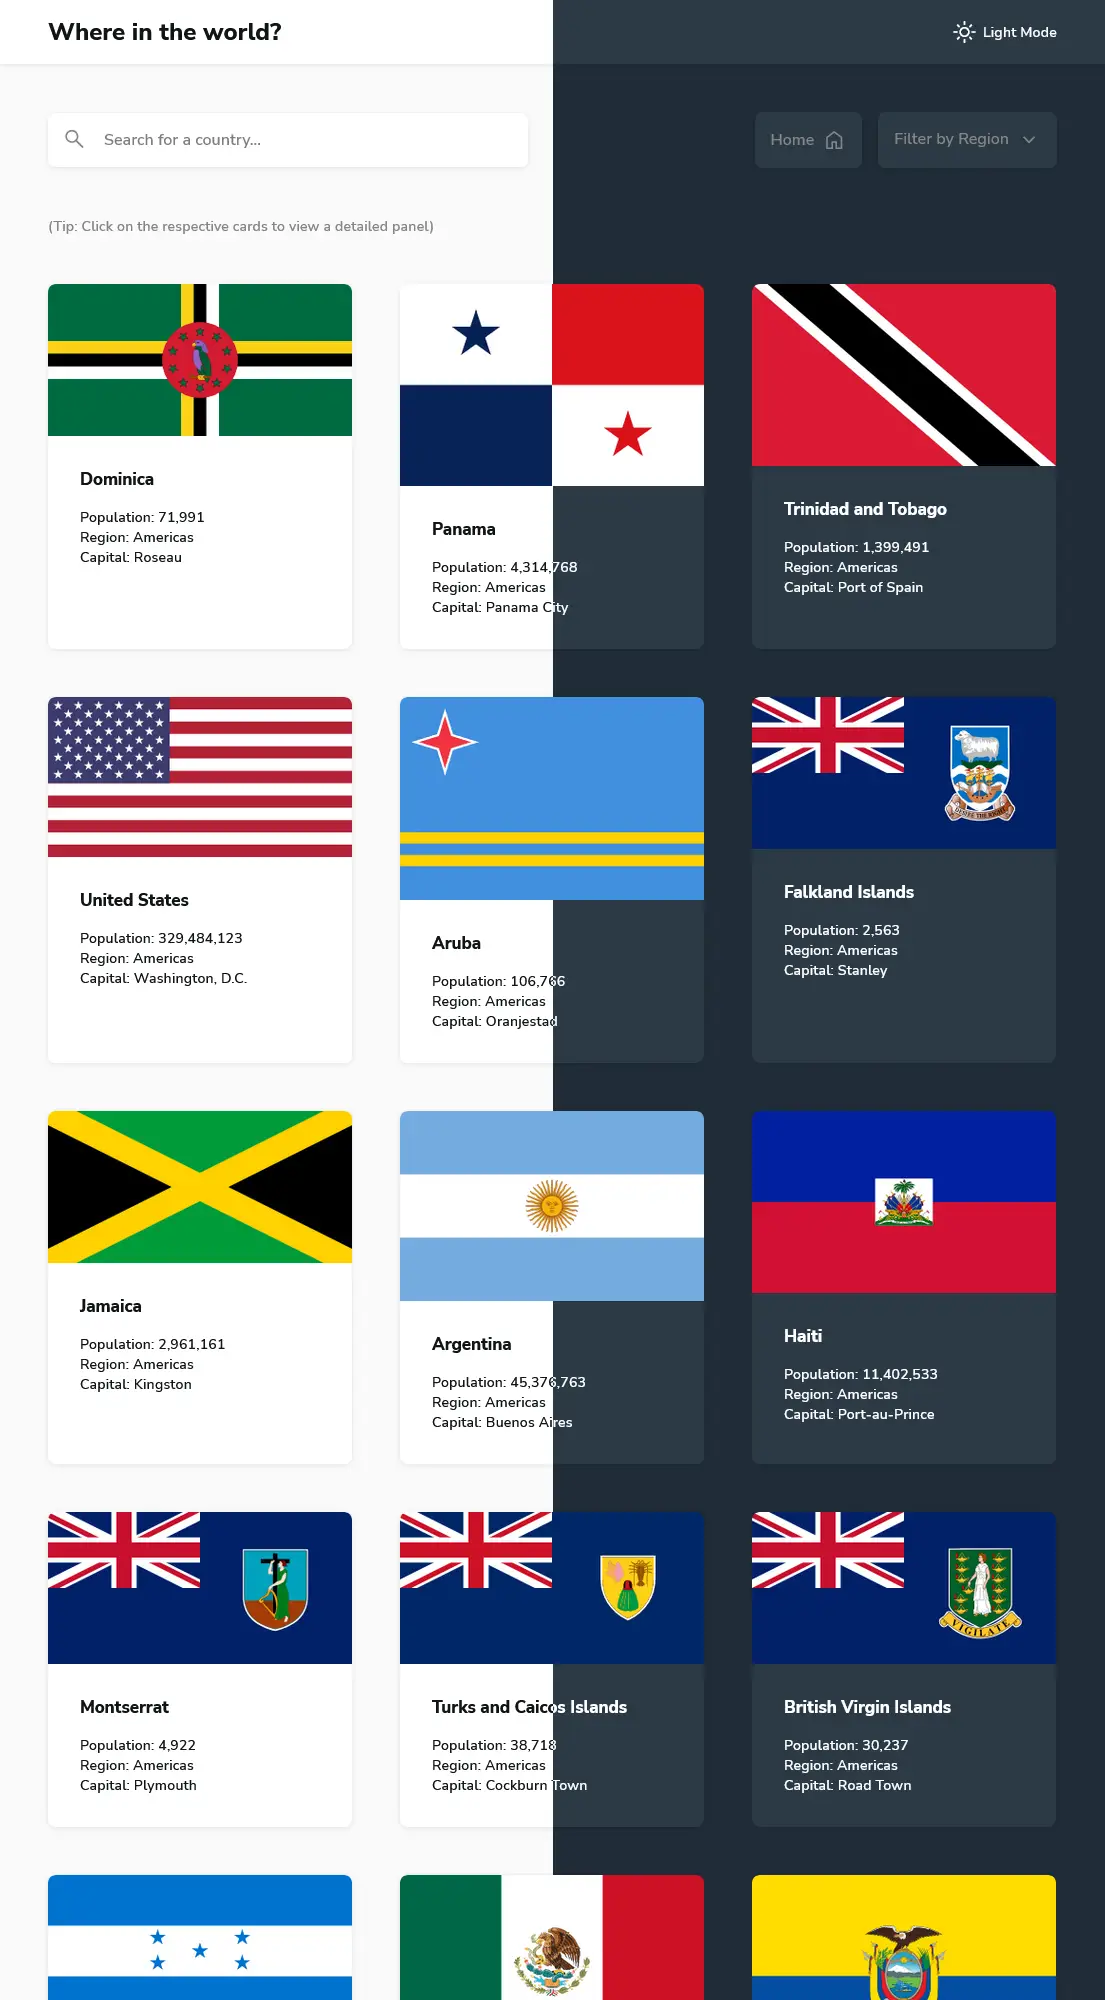 Where in the world?
Light Mode
Search for a country...
Home
Filter by Region
(Tip: Click on the respective cards to view a detailed panel)
Dominica
Population: 71,991
Region: Americas
Capital: Roseau
Panama
Population: 4,314,768
Region: Americas
Capital: Panama City
Trinidad and Tobago
Population: 1,399,491
Region: Americas
Capital: Port of Spain
United States
Population: 329,484,123
Region: Americas
Capital: Washington, D.C.
Aruba
Population: 106,766
Region: Americas
Capital: Oranjestad
DESIRE THE RIGHT
Falkland Islands
Population: 2,563
Region: Americas
Capital: Stanley
Jamaica
Population: 2,961,161
Region: Americas
Capital: Kingston
Argentina
Population: 45,376,763
Region: Americas
Capital: Buenos Aires
Haiti
Population: 11,402,533
Region: Americas
Capital: Port-au-Prince
Montserrat
Population: 4,922
Region: Americas
Capital: Plymouth
Turks and Caicos Islands
Population: 38,718
Region: Americas
Capital: Cockburn Town
VIGILATE
British Virgin Islands
Population: 30,237
Region: Americas
Capital: Road Town